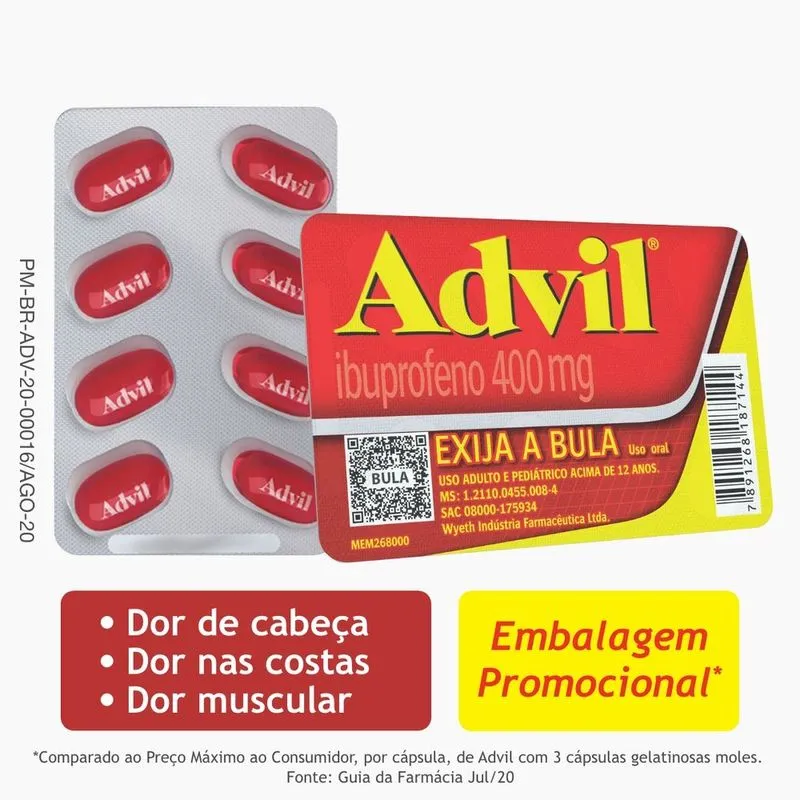 Advil
Advil
Advil
Advil
Advil
Advil
Advil
Advil
PM-BR-ADV-20-00016/AGO-20
Advil®
ibuprofeno 400 mg
BULA
EXIJA A BULA Uso oral
USO ADULTO E PEDIÁTRICO ACIMA DE 12 ANOS.
MS: 1.2110.0455.008-4
SAC 08000-175934
Wyeth Indústria Farmacêutica Ltda.
MEM268000
7 891268 187144
• Dor de cabeça
• Dor nas costas
• Dor muscular
Embalagem
Promocional*
*Comparado ao Preço Máximo ao Consumidor, por cápsula, de Advil com 3 cápsulas gelatinosas moles.
Fonte: Guia da Farmácia Jul/20